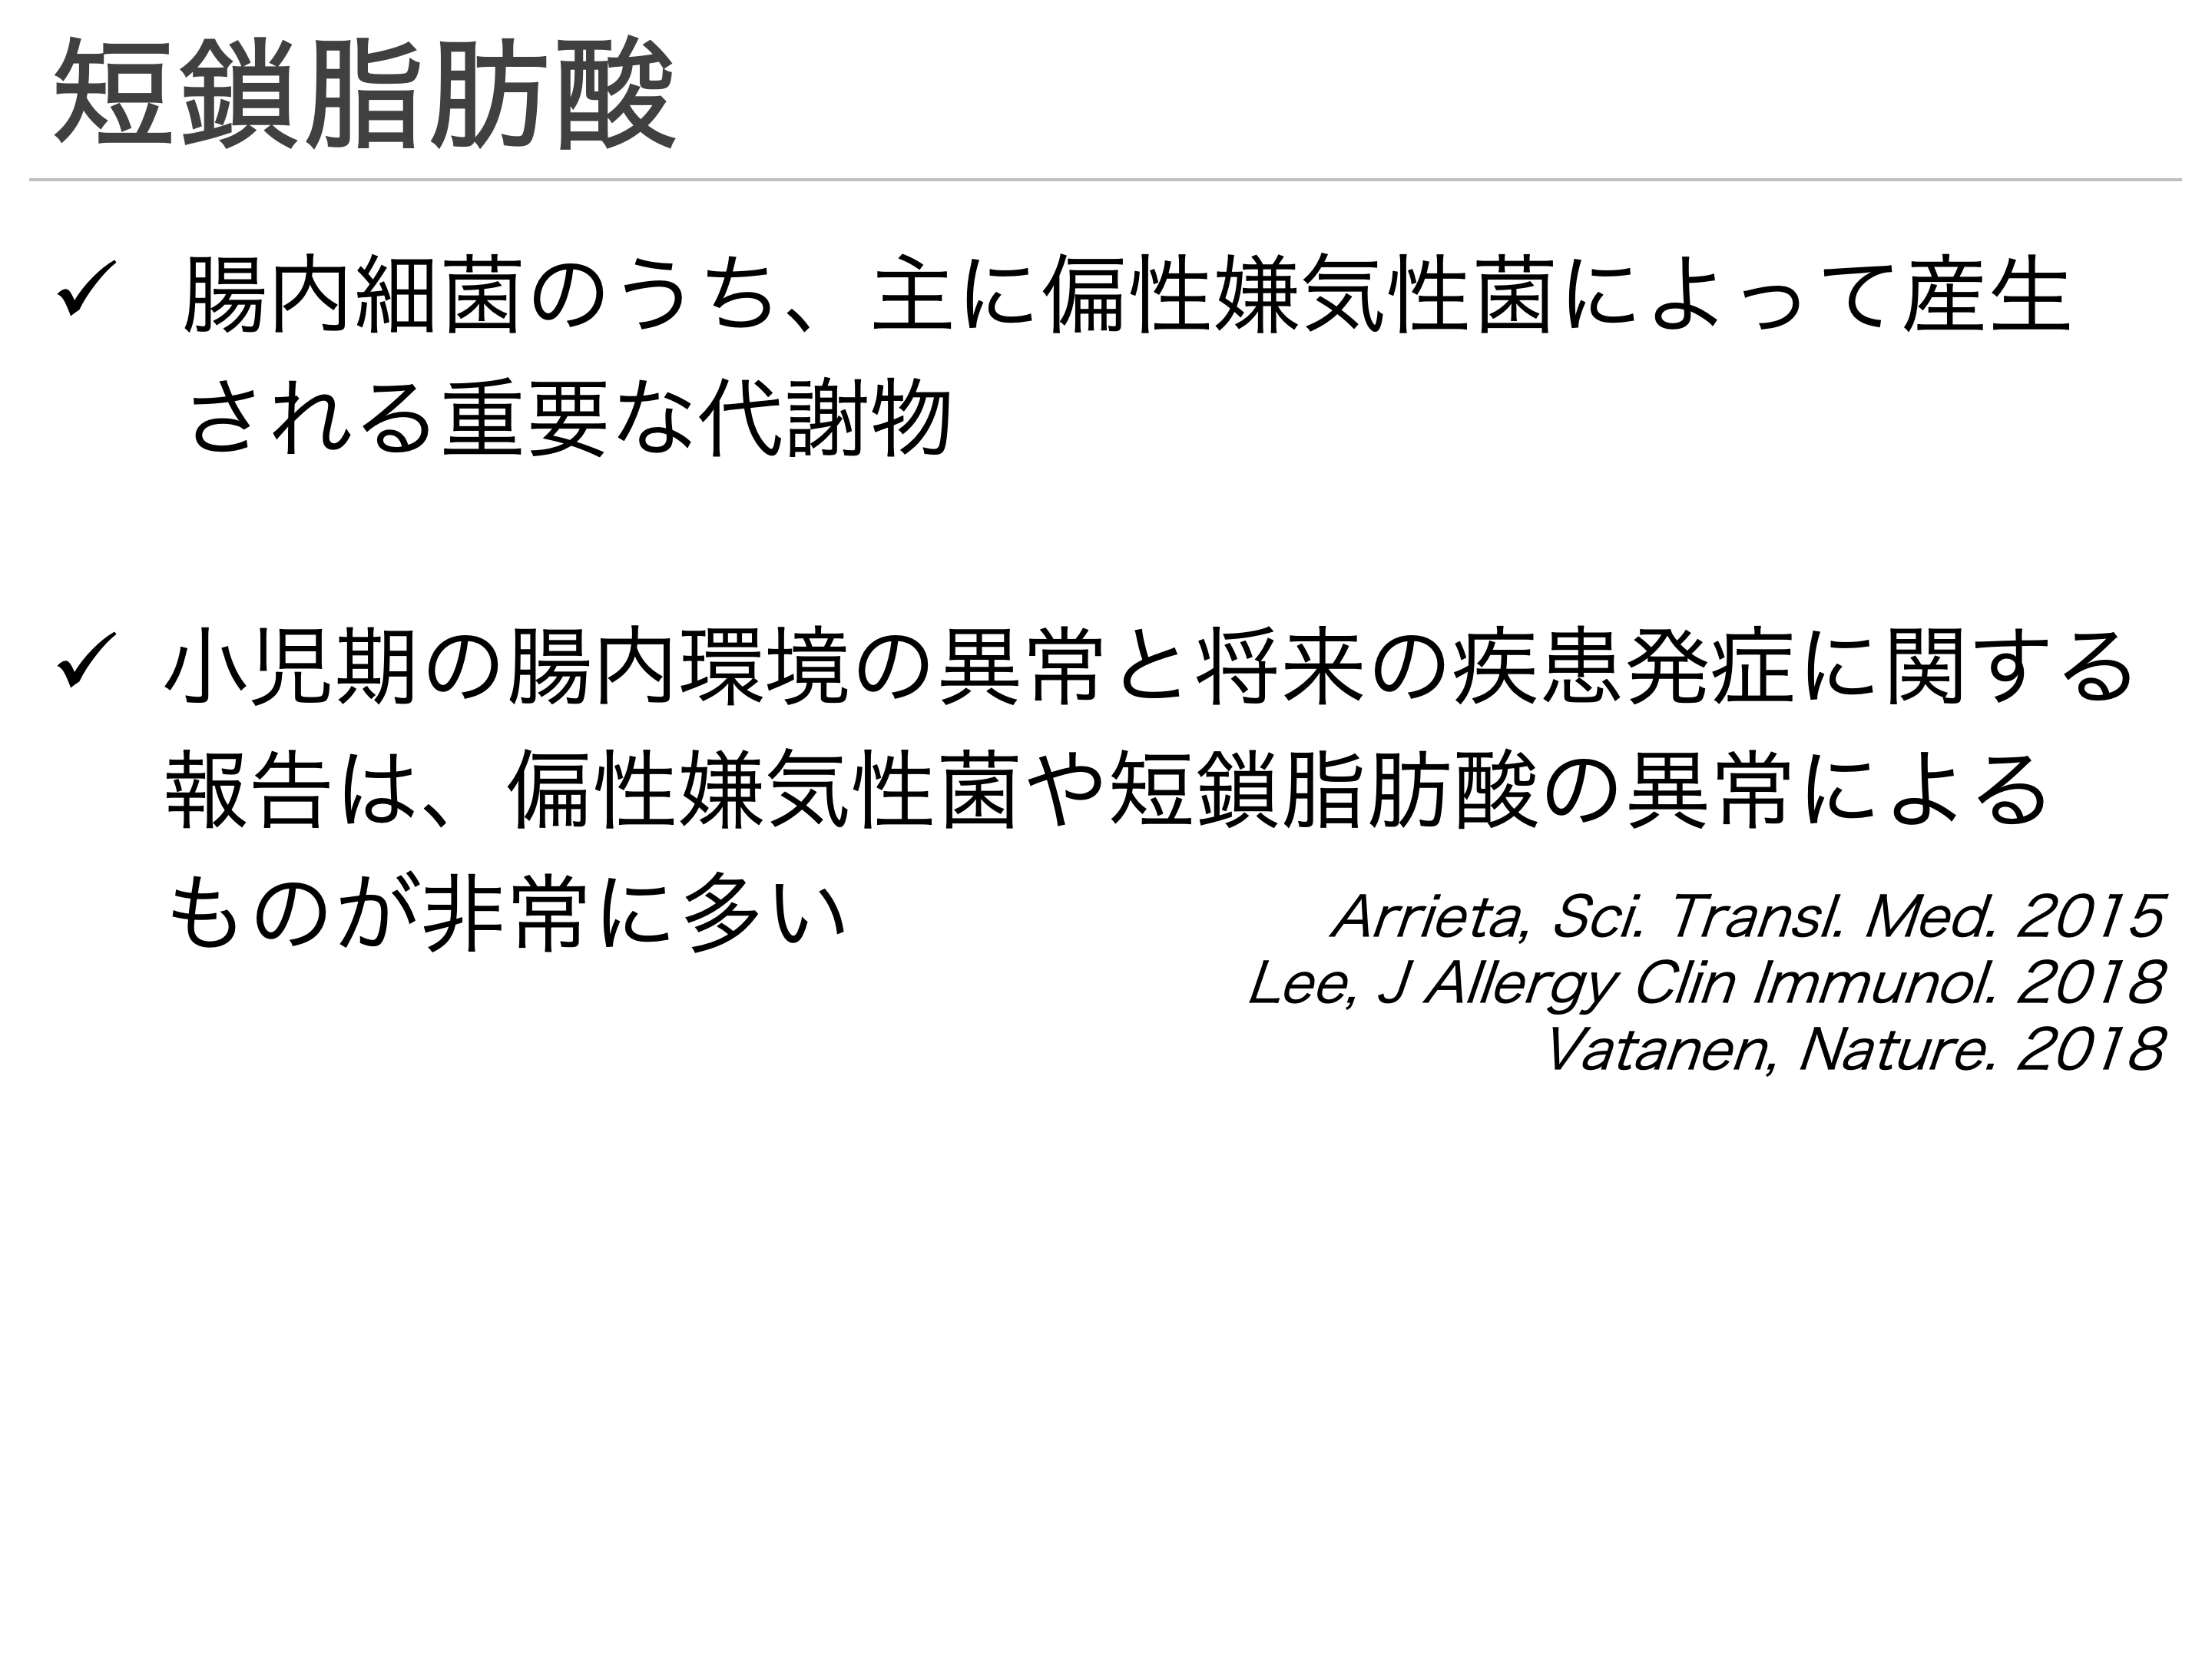 短鎖脂肪酸
✓ 腸内細菌のうち、主に偏性嫌気性菌によって産生
される重要な代謝物
✓ 小児期の腸内環境の異常と将来の疾患発症に関する
報告は、偏性嫌気性菌や短鎖脂肪酸の異常による
ものが非常に多い
Arrieta, Sci. Transl. Med. 2015
Lee, J Allergy Clin Immunol. 2018
Vatanen, Nature. 2018